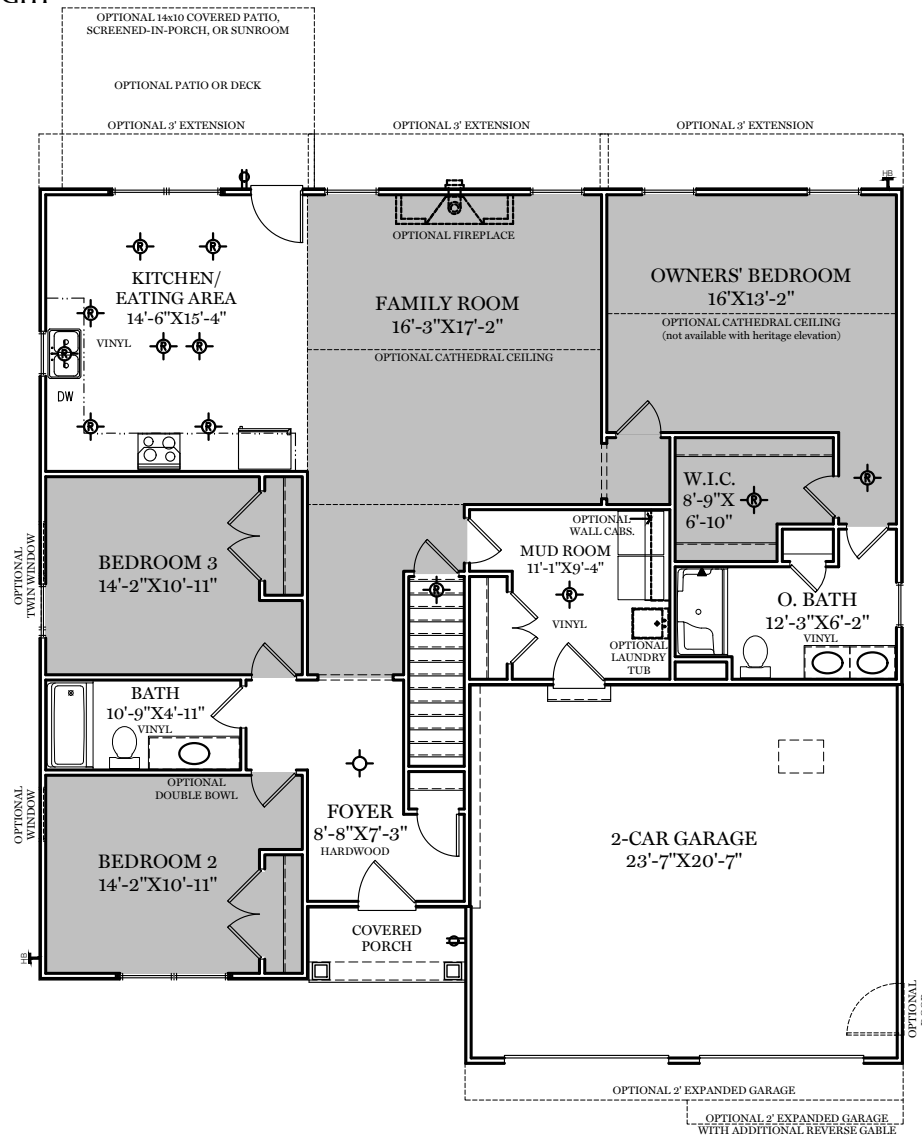 OPTIONAL 14x10 COVERED PATIO,
SCREENED-IN-PORCH, OR SUNROOM
OPTIONAL PATIO OR DECK
OPTIONAL 3' EXTENSION
OPTIONAL 3' EXTENSION
OPTIONAL 3' EXTENSION
HB
OPTIONAL FIREPLACE
R
R
KITCHEN/
EATING AREA
14'-6"X15'-4"
R
VINYL
R
R
R
DW
R
R
FAMILY ROOM
16'-3"X17'-2"
OPTIONAL CATHEDRAL CEILING
OWNERS' BEDROOM
16'X13'-2"
OPTIONAL CATHEDRAL CEILING
(not available with heritage elevation)
W.I.C.
8'-9"X
6'-10"
R
R
OPTIONAL
WALL CABS.
MUD ROOM
11'-1"X9'-4"
R
VINYL
OPTIONAL
LAUNDRY
TUB
R
O. BATH
12'-3"X6'-2"
VINYL
OPTIONAL
TWIN WINDOW
BEDROOM 3
14'-2"X10'-11"
BATH
10'-9"X4'-11"
VINYL
OPTIONAL
DOUBLE BOWL
OPTIONAL
WINDOW
BEDROOM 2
14'-2"X10'-11"
FOYER
8'-8"X7'-3"
HARDWOOD
2-CAR GARAGE
23'-7"X20'-7"
COVERED
PORCH
HB
OPTIONAL
OPTIONAL 2' EXPANDED GARAGE
OPTIONAL 2' EXPANDED GARAGE
WITH ADDITIONAL REVERSE GABLE